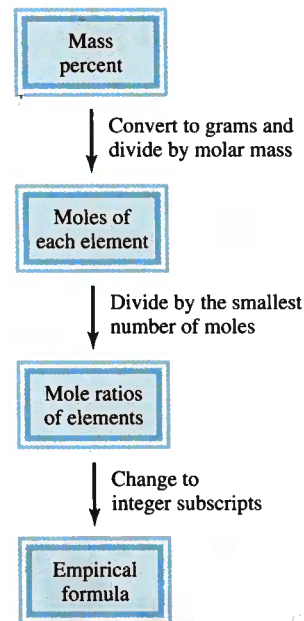 Mass
percent
Convert to grams and
divide by molar mass
Moles of
each element
Divide by the smallest
number of moles
Mole ratios
of elements
Change to
integer subscripts
Empirical
formula